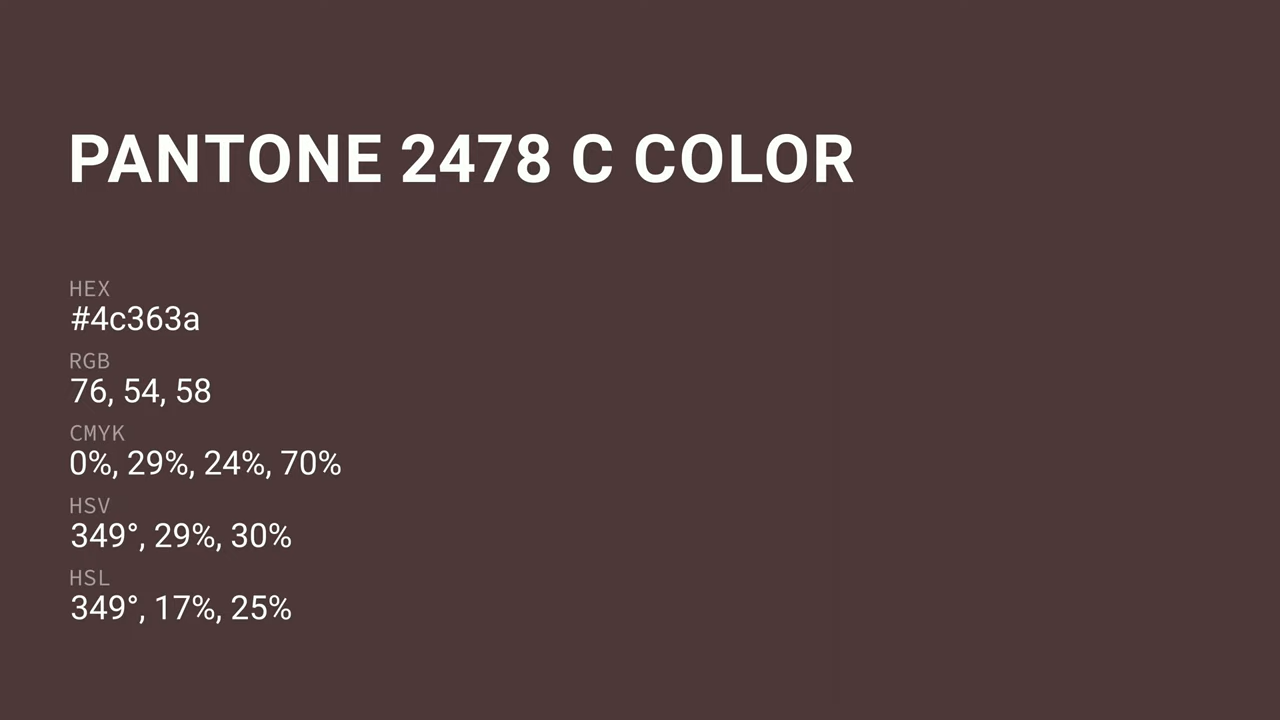 PANTONE 2478 C COLOR
HEX
#4c363a
RGB
76, 54, 58
CMYK
0%, 29%, 24%, 70%
HSV
349°, 29%, 30%
HSL
349°, 17%, 25%